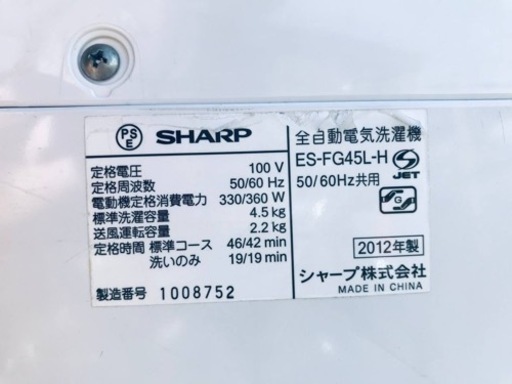 PS
E
SHARP
定格電圧 100 V
定格周波数 50/60 Hz
電動機定格消費電力 330/360 W
標準洗濯容量 4.5 kg
送風運転容量 2.2 kg
定格時間 標準コース 46/42 min
洗いのみ 19/19 min
製造番号 1008752
全自動電気洗濯機
ES-FG45L-H
50/60Hz共用
S
JET
G
2012年製
シャープ株式会社
MADE IN CHINA